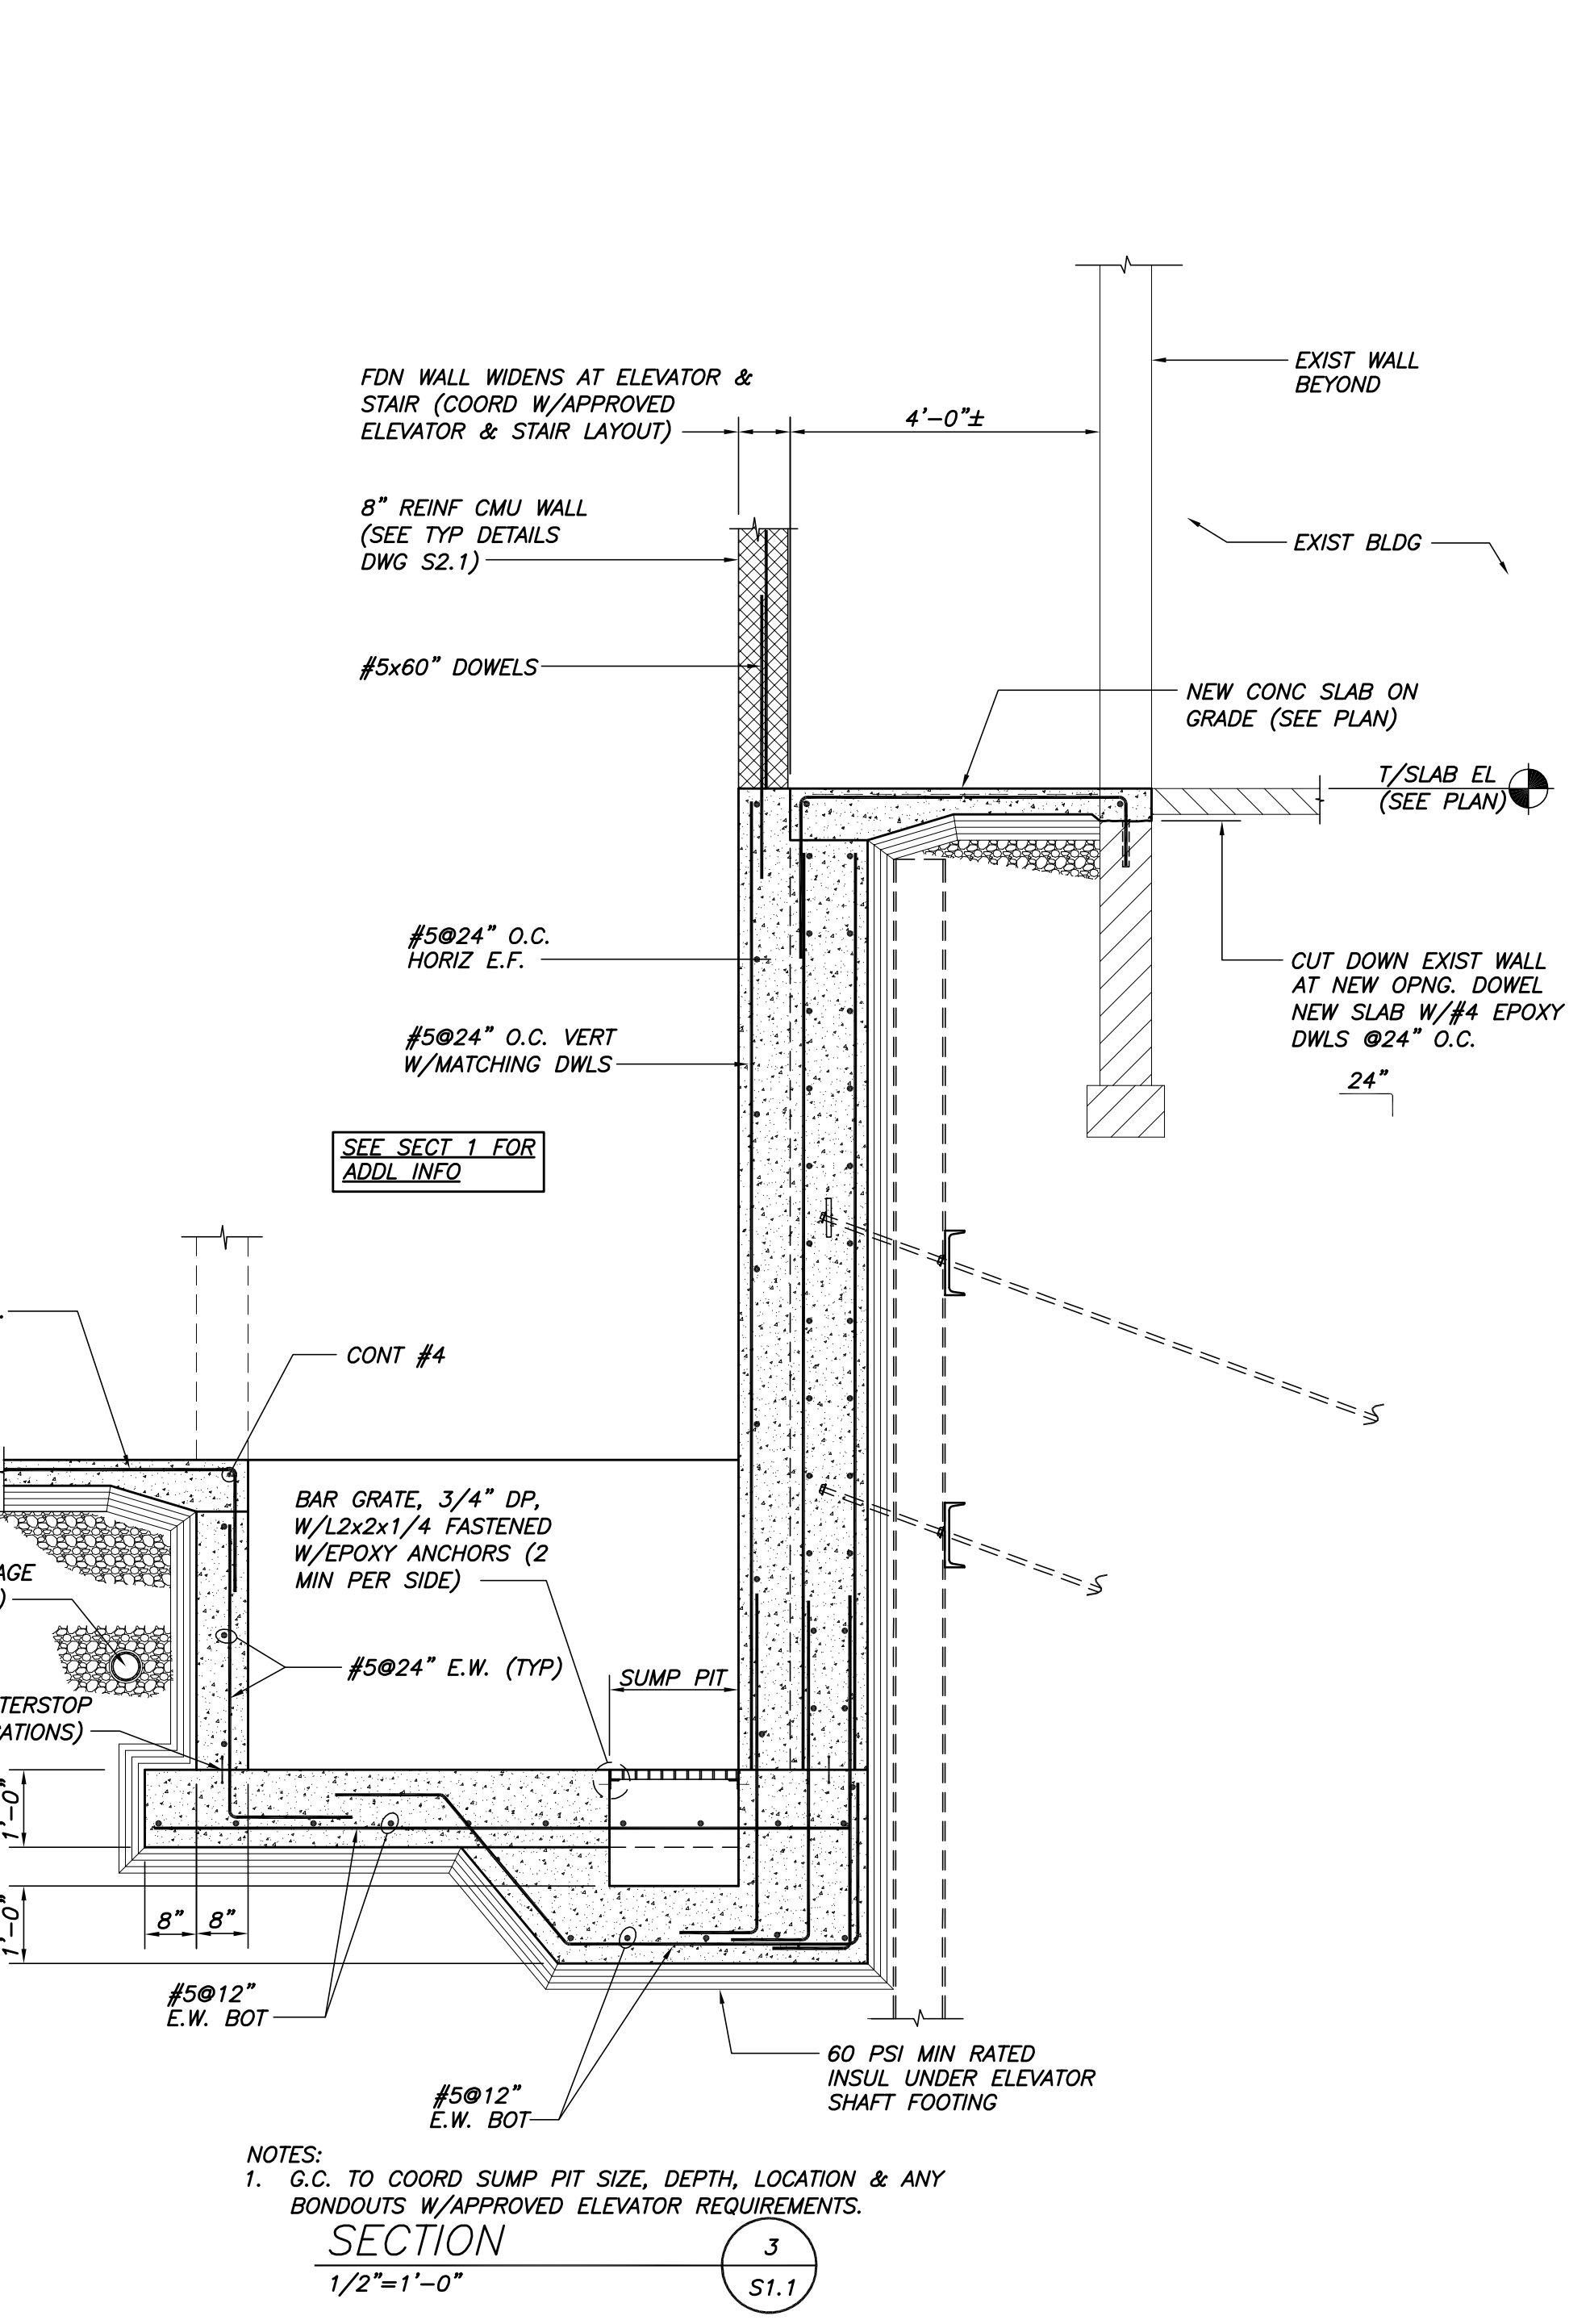 FDN WALL WIDENS AT ELEVATOR &
STAIR (COORD W/APPROVED
ELEVATOR & STAIR LAYOUT)
4'-0"±
EXIST WALL
BEYOND
8" REINF CMU WALL
(SEE TYP DETAILS
DWG S2.1)
EXIST BLDG
#5x60" DOWELS
NEW CONC SLAB ON
GRADE (SEE PLAN)
T/SLAB EL
(SEE PLAN)
#5@24" O.C.
HORIZ E.F.
CUT DOWN EXIST WALL
AT NEW OPNG. DOWEL
NEW SLAB W/#4 EPOXY
DWLS @24" O.C.
#5@24" O.C. VERT
W/MATCHING DWLS
24"
SEE SECT 1 FOR
ADDL INFO
CONT #4
BAR GRATE, 3/4" DP,
W/L2x2x1/4 FASTENED
W/EPOXY ANCHORS (2
MIN PER SIDE)
AGE
)
#5@24" E.W. (TYP)
SUMP PIT
TERSTOP
ATIONS)
1'-0"
1'-0"
8"
8"
#5@12"
E.W. BOT
60 PSI MIN RATED
INSUL UNDER ELEVATOR
SHAFT FOOTING
#5@12"
E.W. BOT
NOTES:
1. G.C. TO COORD SUMP PIT SIZE, DEPTH, LOCATION & ANY
BONDOUTS W/APPROVED ELEVATOR REQUIREMENTS.
SECTION
3
1/2"=1'-0"
S1.1